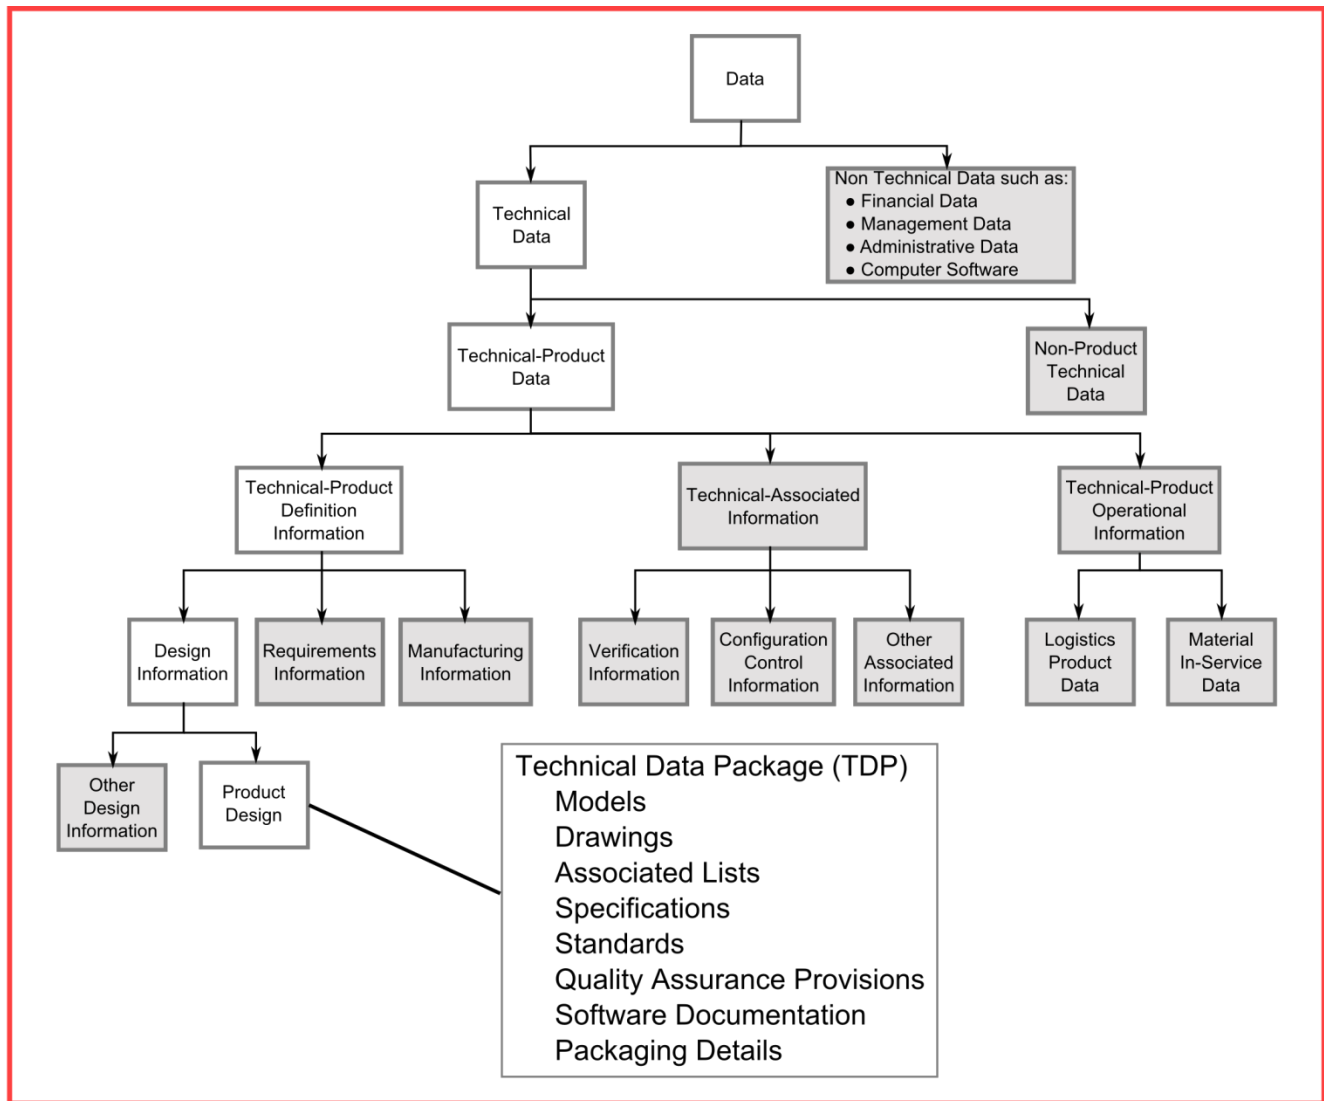 Data
Technical
Data
Non Technical Data such as:
● Financial Data
● Management Data
● Administrative Data
● Computer Software
Technical-Product
Data
Non-Product
Technical
Data
Technical-Product
Definition
Information
Technical-Associated
Information
Technical-Product
Operational
Information
Design
Information
Requirements
Information
Manufacturing
Information
Verification
Information
Configuration
Control
Information
Other
Associated
Information
Logistics
Product
Data
Material
In-Service
Data
Other
Design
Information
Product
Design
Technical Data Package (TDP)
Models
Drawings
Associated Lists
Specifications
Standards
Quality Assurance Provisions
Software Documentation
Packaging Details